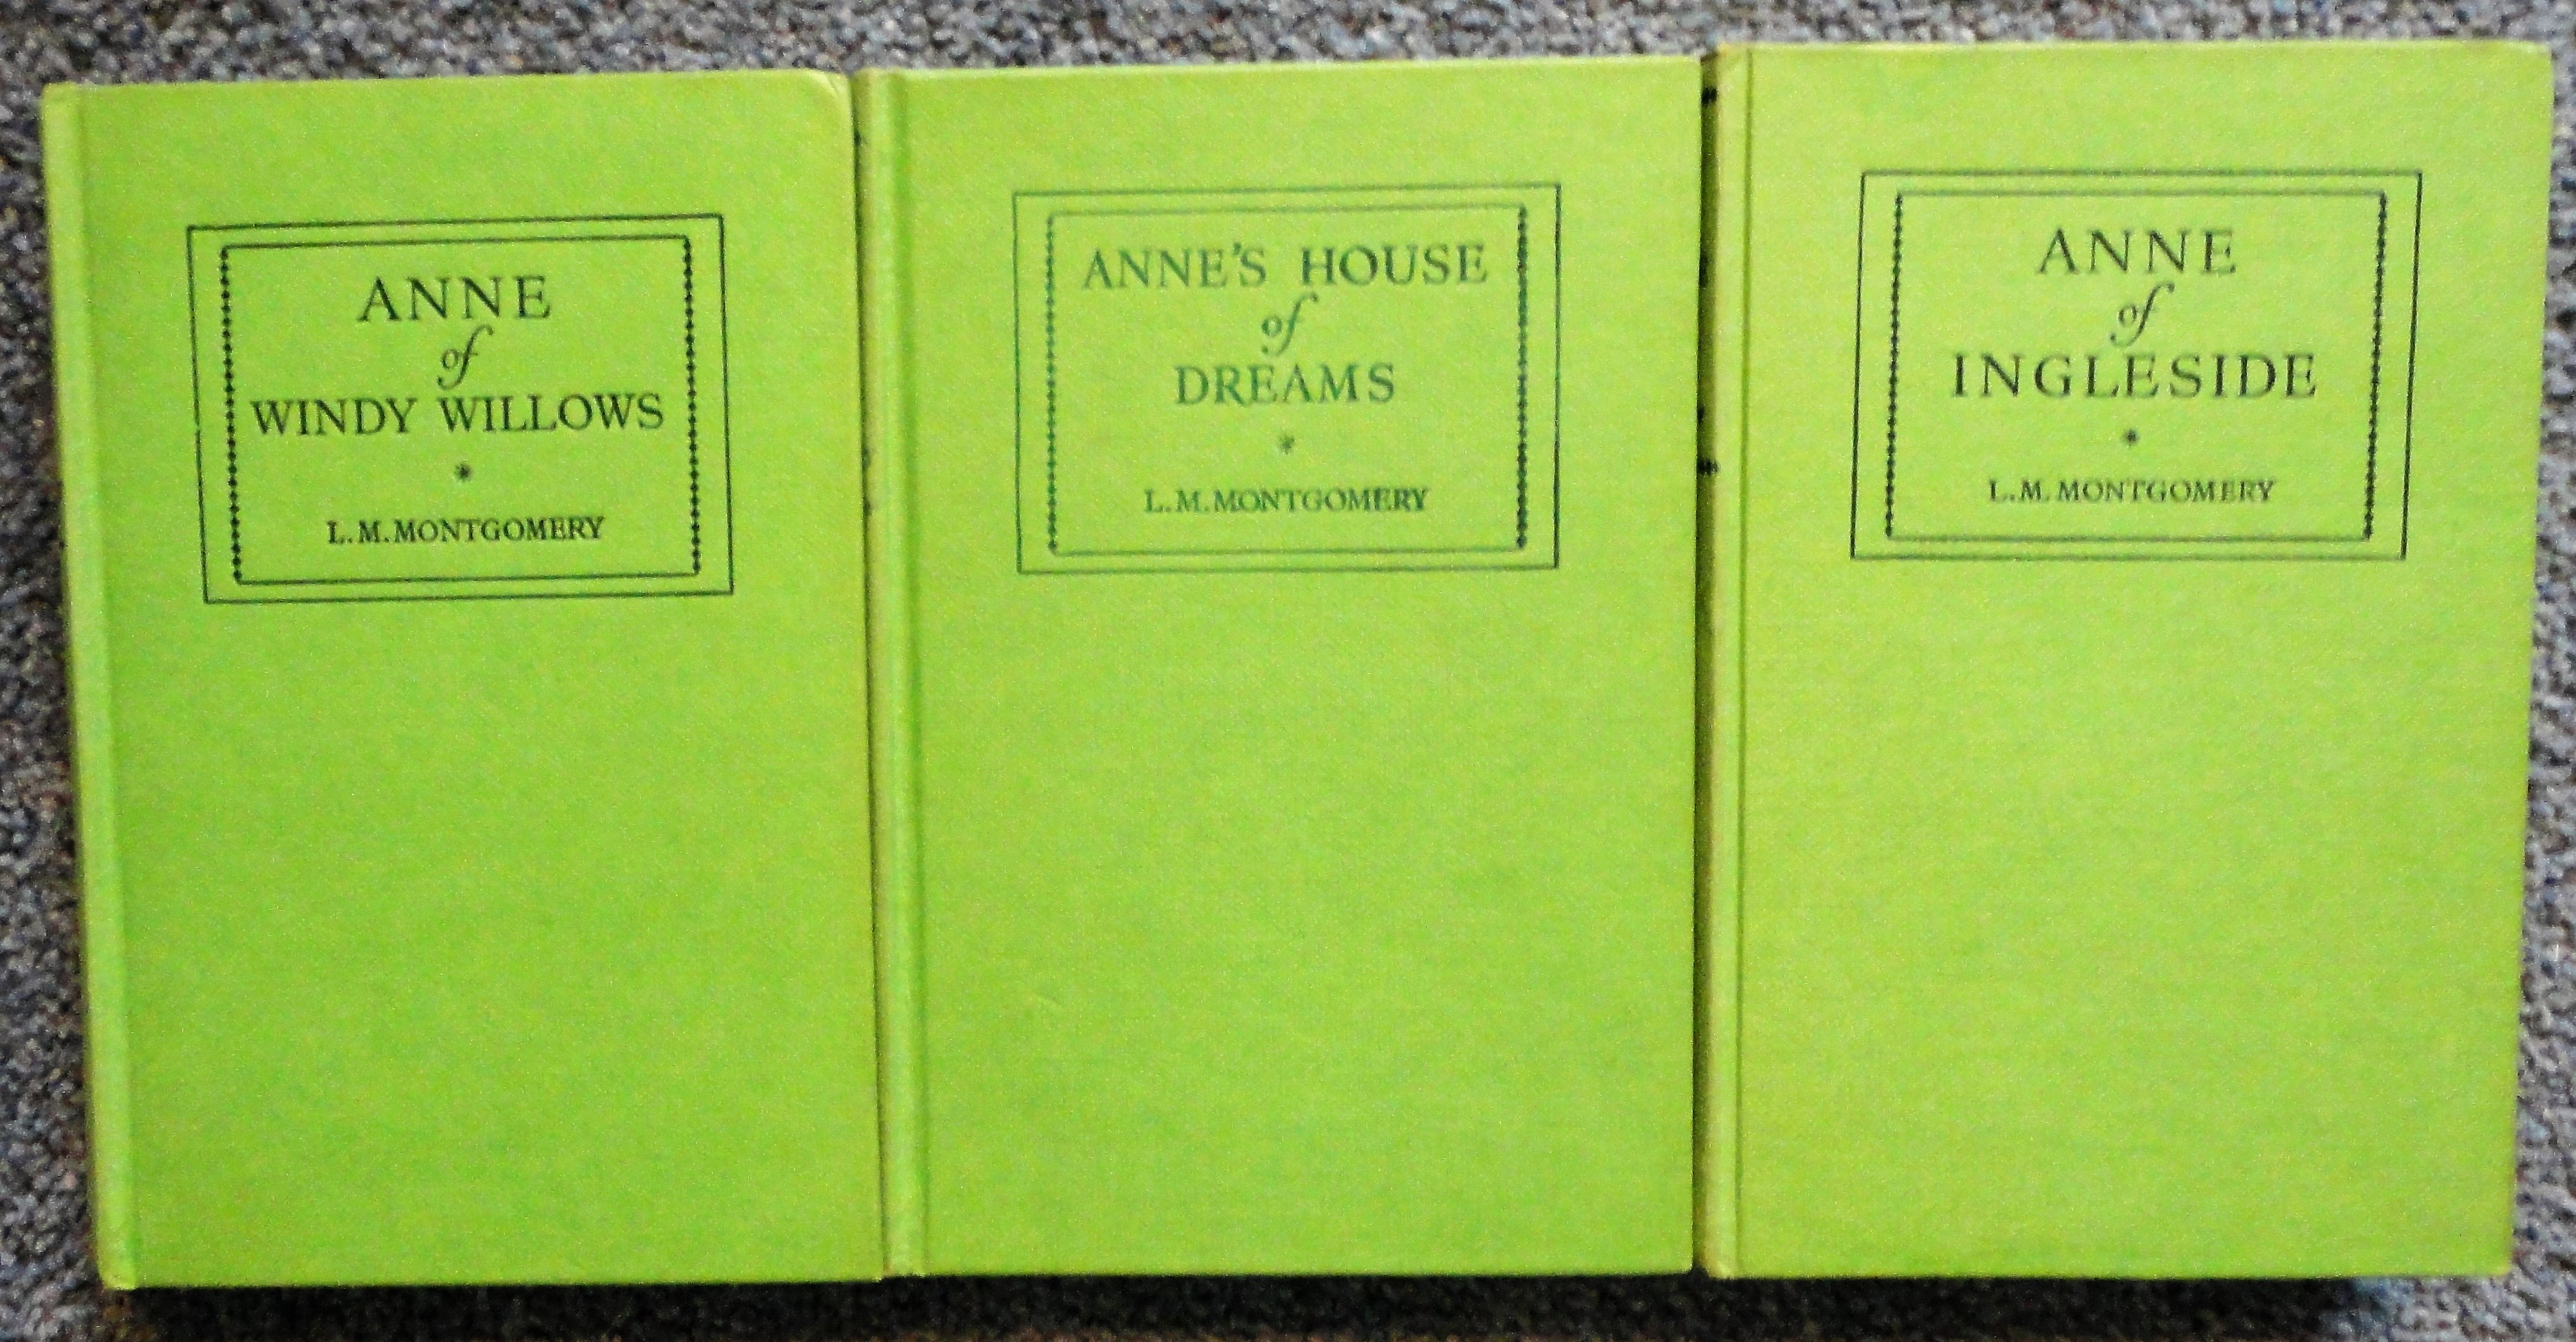 ANNE
of
WINDY WILLOWS
*
L. M. MONTGOMERY
ANNE'S HOUSE
of
DREAMS
*
L. M. MONTGOMERY
ANNE
of
INGLESIDE
*
L. M. MONTGOMERY